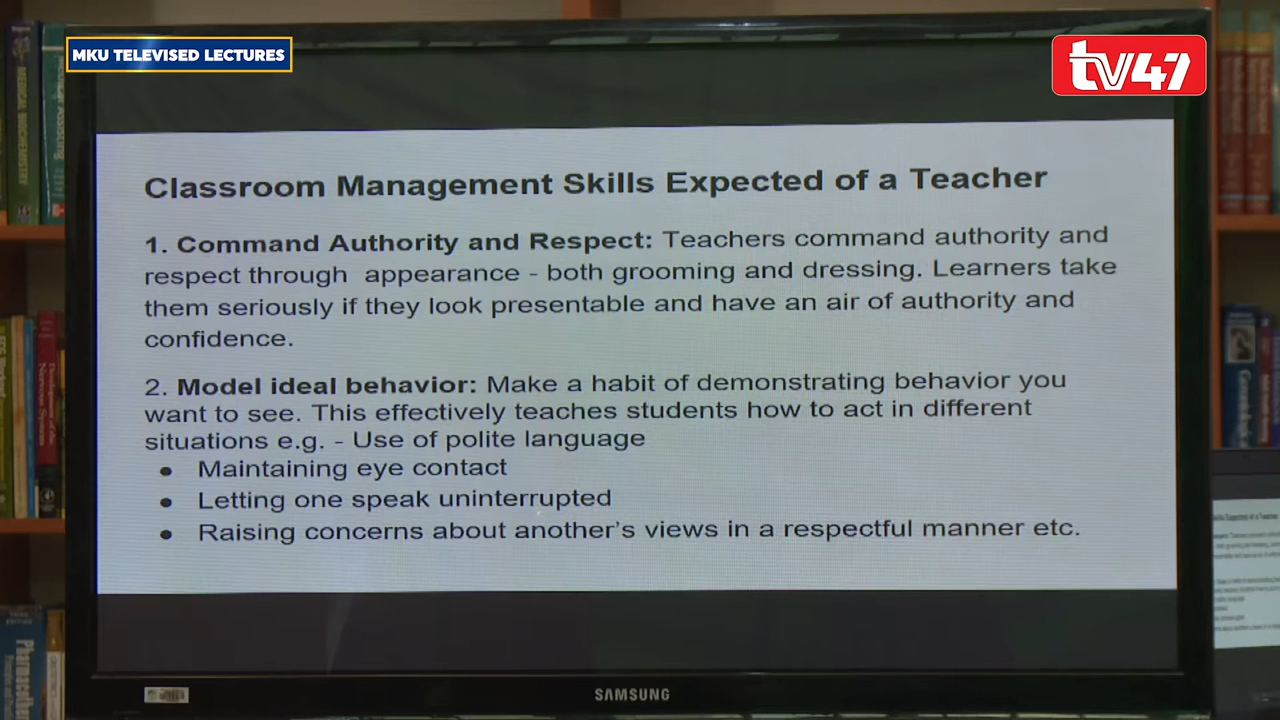 MKU TELEVISED LECTURES
tv47
Classroom Management Skills Expected of a Teacher
1. Command Authority and Respect: Teachers command authority and
respect through appearance - both grooming and dressing. Learners take
them seriously if they look presentable and have an air of authority and
confidence.
2. Model ideal behavior: Make a habit of demonstrating behavior you
want to see. This effectively teaches students how to act in different
situations e.g. - Use of polite language
• Maintaining eye contact
• Letting one speak uninterrupted
• Raising concerns about another's views in a respectful manner etc.
SAMSUNG